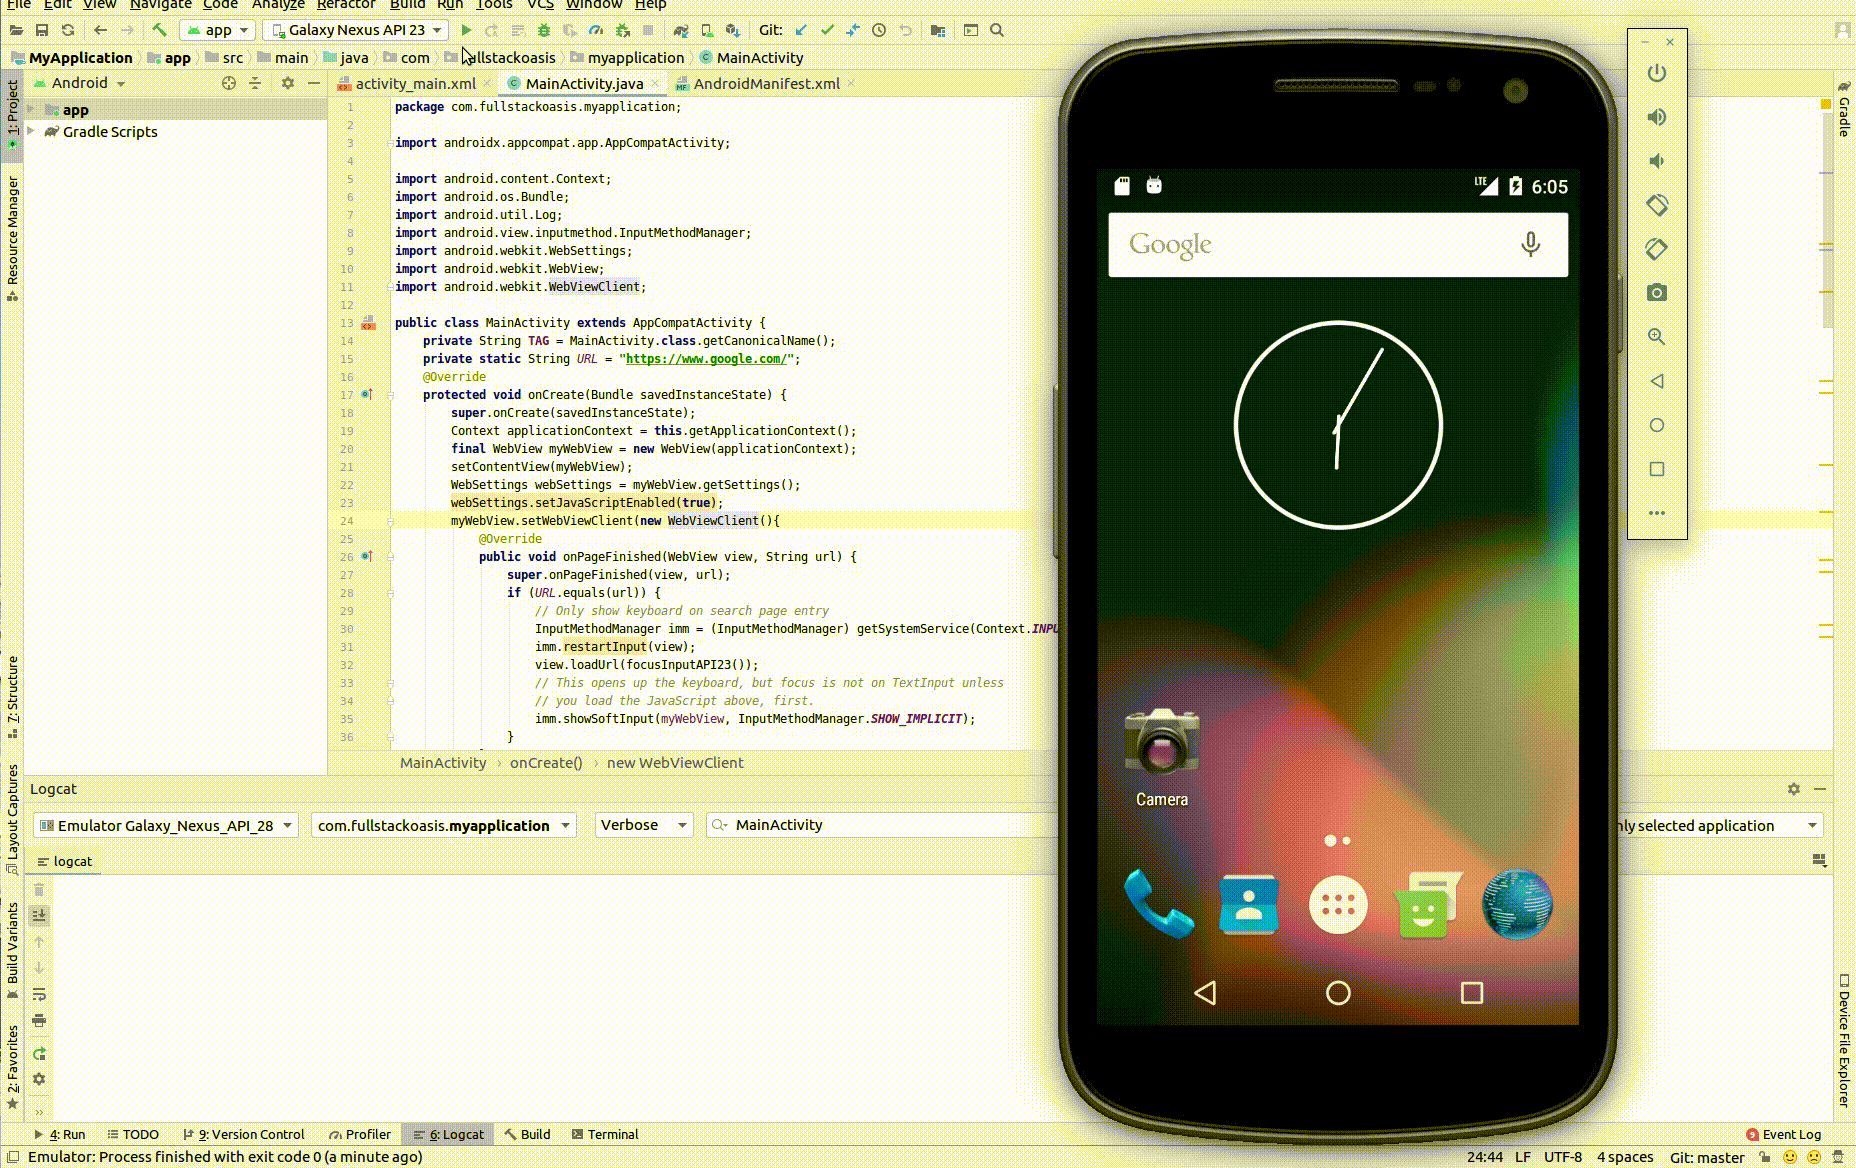 File Edit View Navigate Code Analyze Refactor Build Run Tools VCS Window Help
app Galaxy Nexus API 23 Git:
MyApplication app src main java com fullstackoasis myapplication MainActivity
Android
activity_main.xml MainActivity.java AndroidManifest.xml
app
Gradle Scripts
1: Project
Resource Manager
7: Structure
Layout Captures
Build Variants
2: Favorites
Gradle
Device File Explorer
1 package com.fullstackoasis.myapplication;
2
3 import androidx.appcompat.app.AppCompatActivity;
4
5 import android.content.Context;
6 import android.os.Bundle;
7 import android.util.Log;
8 import android.view.inputmethod.InputMethodManager;
9 import android.webkit.WebSettings;
10 import android.webkit.WebView;
11 import android.webkit.WebViewClient;
12
13 public class MainActivity extends AppCompatActivity {
14 private String TAG = MainActivity.class.getCanonicalName();
15 private static String URL = "https://www.google.com/";
16 @Override
17 protected void onCreate(Bundle savedInstanceState) {
18 super.onCreate(savedInstanceState);
19 Context applicationContext = this.getApplicationContext();
20 final WebView myWebView = new WebView(applicationContext);
21 setContentView(myWebView);
22 WebSettings webSettings = myWebView.getSettings();
23 webSettings.setJavaScriptEnabled(true);
24 myWebView.setWebViewClient(new WebViewClient(){
25 @Override
26 public void onPageFinished(WebView view, String url) {
27 super.onPageFinished(view, url);
28 if (URL.equals(url)) {
29 // Only show keyboard on search page entry
30 InputMethodManager imm = (InputMethodManager) getSystemService(Context.INPU
31 imm.restartInput(view);
32 view.loadUrl(focusInputAPI23());
33 // This opens up the keyboard, but focus is not on TextInput unless
34 // you load the JavaScript above, first.
35 imm.showSoftInput(myWebView, InputMethodManager.SHOW_IMPLICIT);
36 }
MainActivity › onCreate() › new WebViewClient
LTE 6:05
Google
Camera
Logcat
Emulator Galaxy_Nexus_API_28 com.fullstackoasis.myapplication Verbose MainActivity nly selected application
logcat
4: Run TODO 9: Version Control Profiler 6: Logcat Build Terminal Event Log
Emulator: Process finished with exit code 0 (a minute ago) 24:44 LF UTF-8 4 spaces Git: master